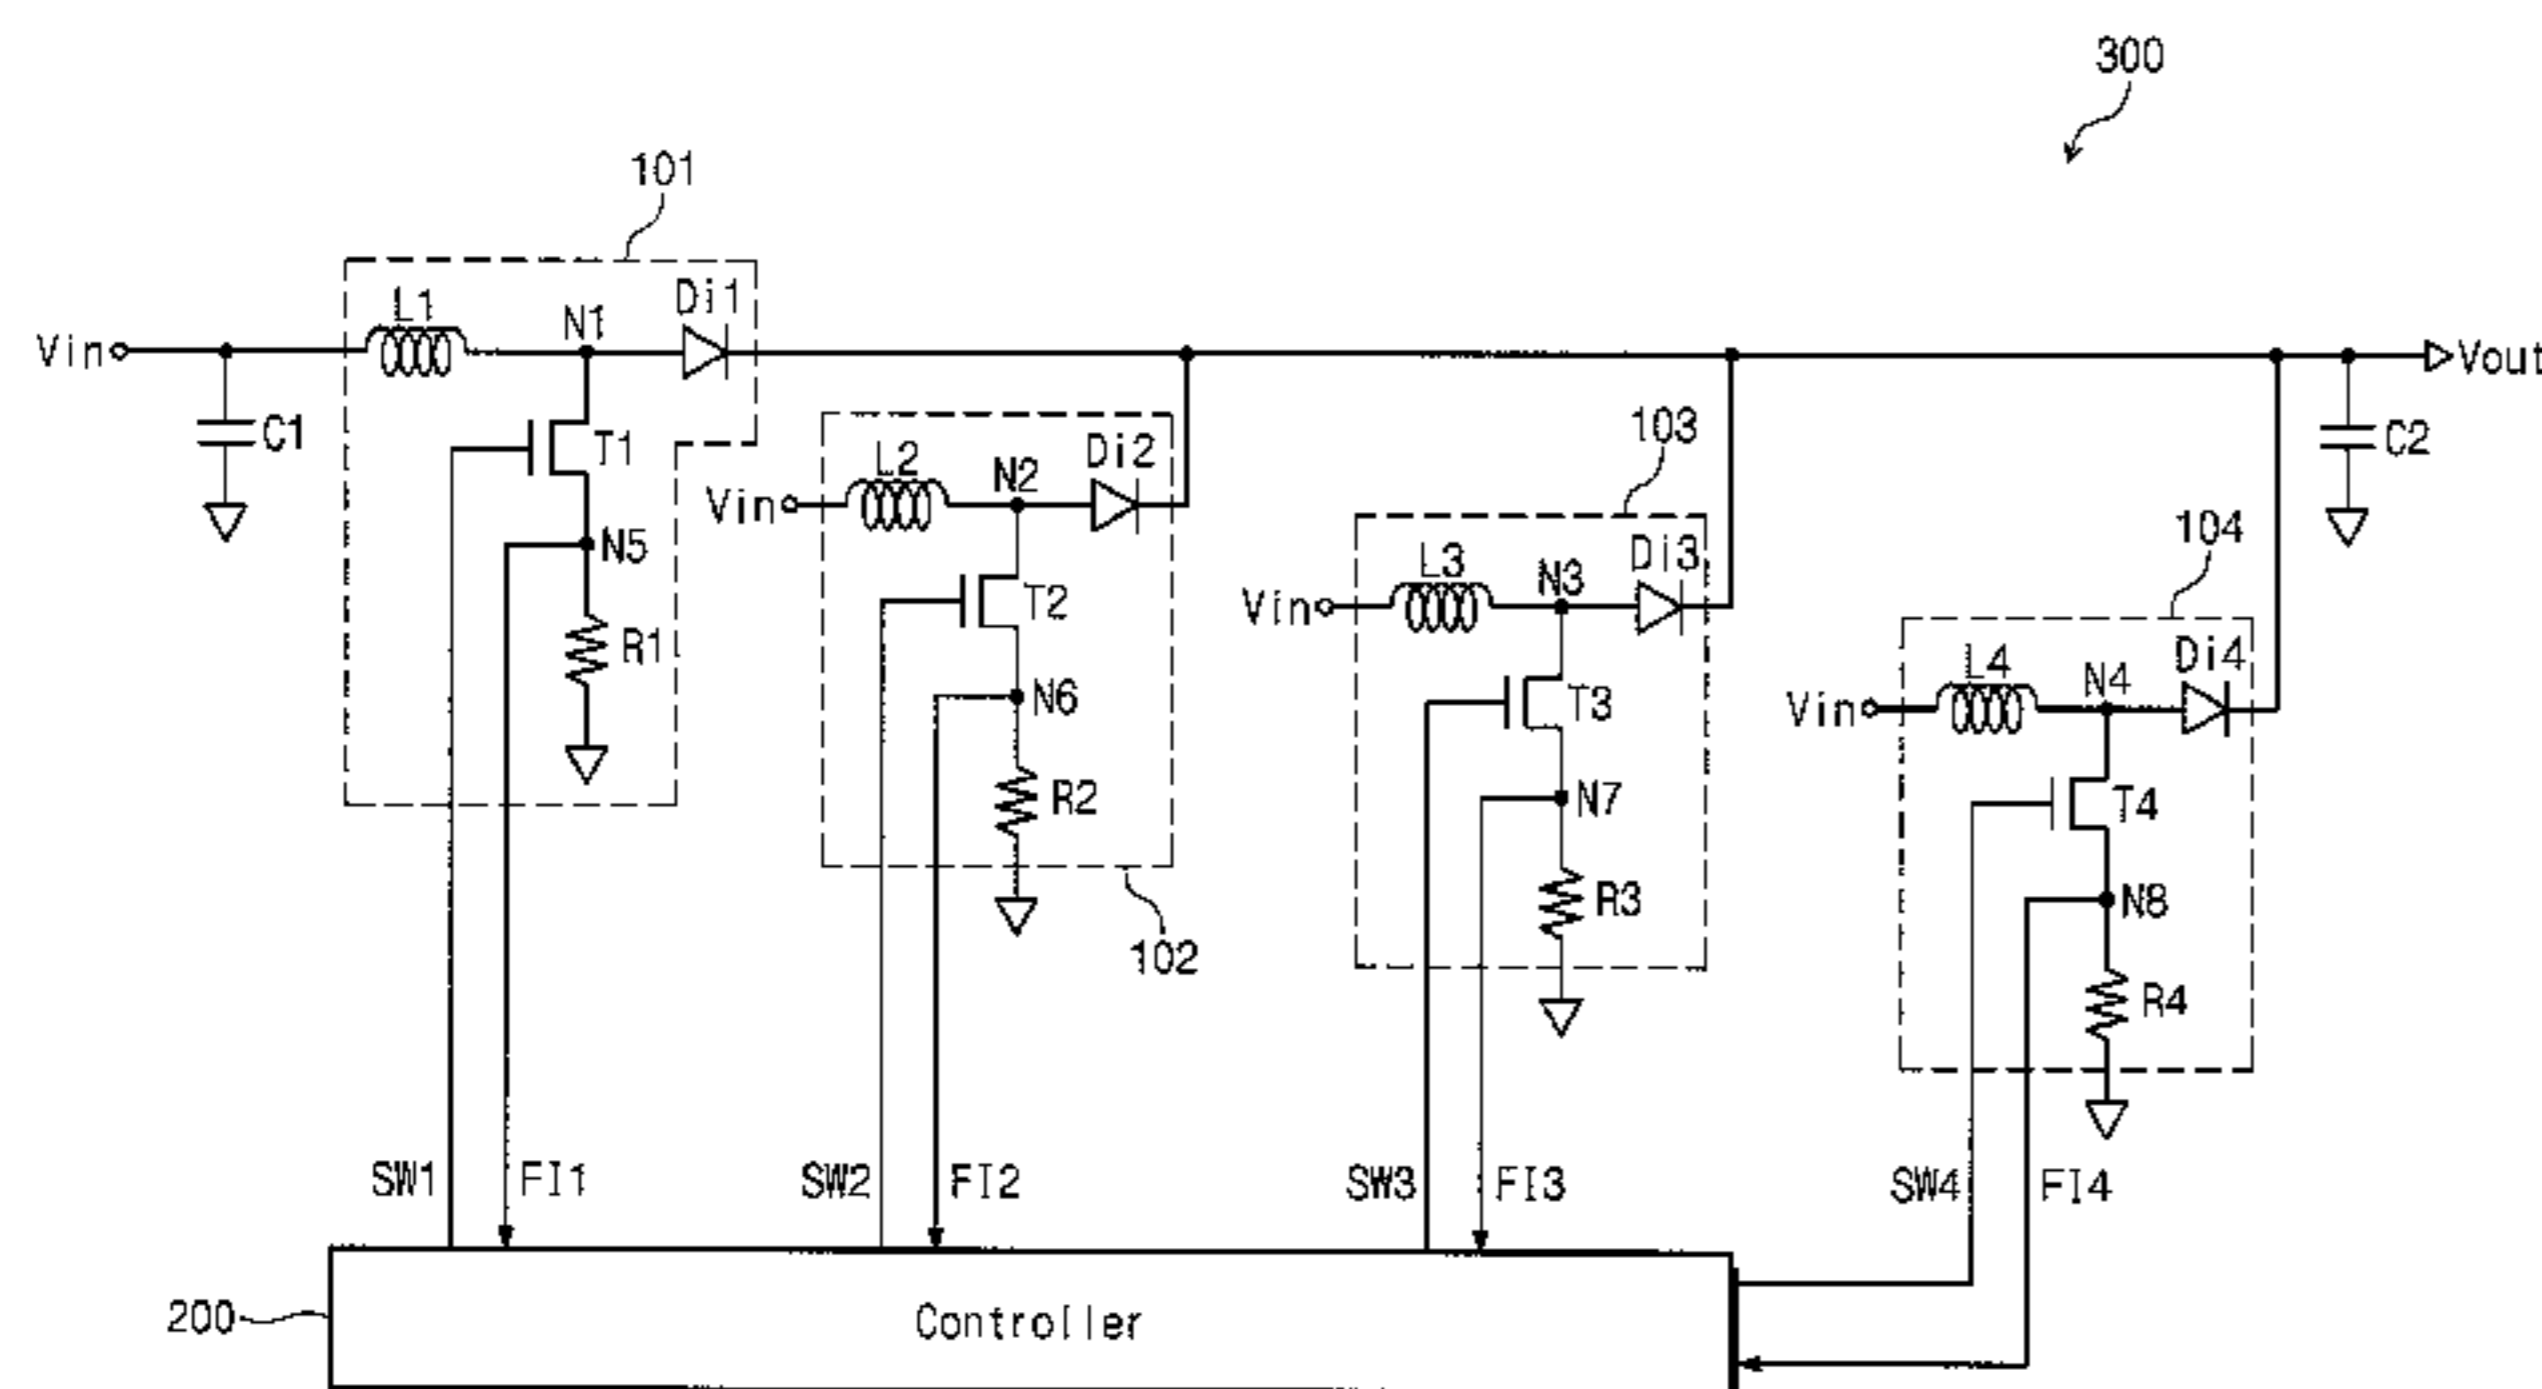 300
101
L1
N1
Di1
Vin
Vout
C1
T1
N5
R1
L2
N2
Di2
Vin
T2
N6
R2
102
103
L3
N3
Di3
Vin
T3
N7
R3
C2
104
L4
N4
Di4
Vin
T4
N8
R4
SW1
FI1
SW2
FI2
SW3
FI3
SW4
FI4
200
Controller